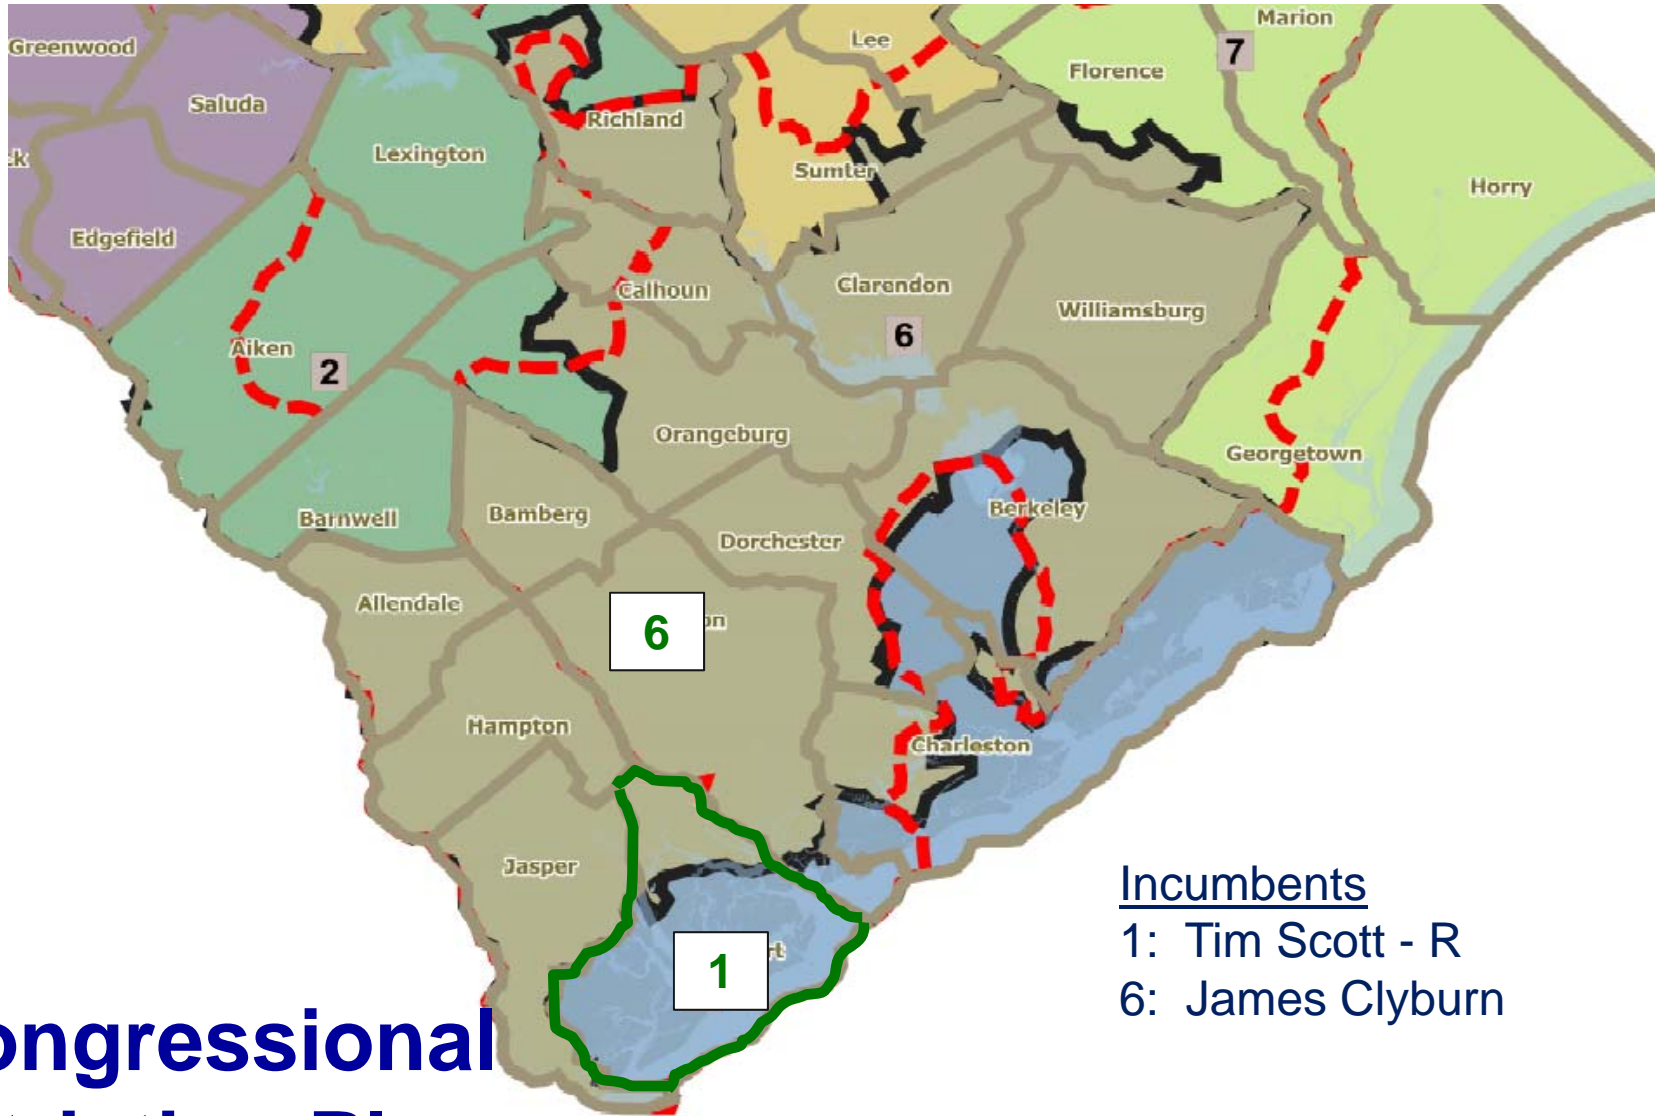 Marion
Greenwood
Lee
7
Florence
Saluda
Richland
Lexington
Sumter
Horry
Edgefield
Clarendon
Calhoun
Williamsburg
6
Aiken
2
Orangeburg
Georgetown
Berkeley
Barnwell
Bamberg
Dorchester
Allendale
6
Hampton
Charleston
Jasper
1
Incumbents
1: Tim Scott - R
6: James Clyburn
ongressional